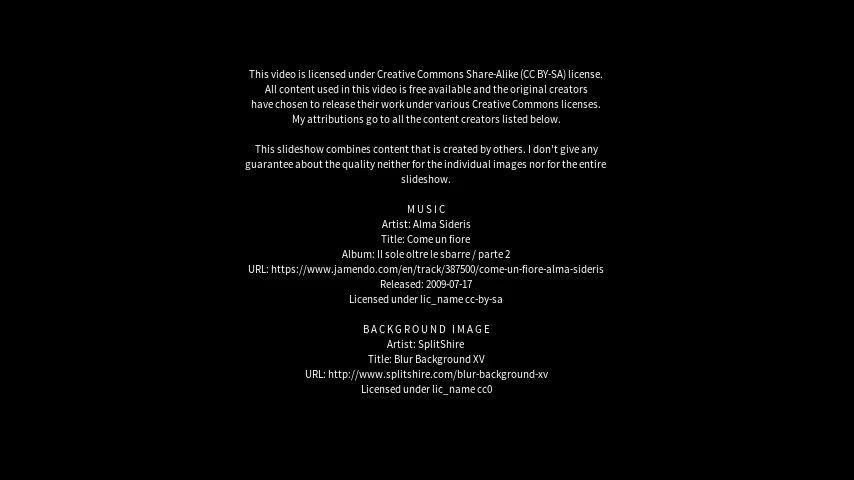 This video is licensed under Creative Commons Share-Alike (CC BY-SA) license.
All content used in this video is free available and the original creators
have chosen to release their work under various Creative Commons licenses.
My attributions go to all the content creators listed below.
This slideshow combines content that is created by others. I don't give any
guarantee about the quality neither for the individual images nor for the entire
slideshow.
MUSIC
Artist: Alma Sideris
Title: Come un fiore
Album: Il sole oltre le sbarre / parte 2
URL: https://www.jamendo.com/en/track/387500/come-un-fiore-alma-sideris
Released: 2009-07-17
Licensed under lic_name cc-by-sa
BACKGROUND IMAGE
Artist: SplitShire
Title: Blur Background XV
URL: http://www.splitshire.com/blur-background-xv
Licensed under lic_name cc0